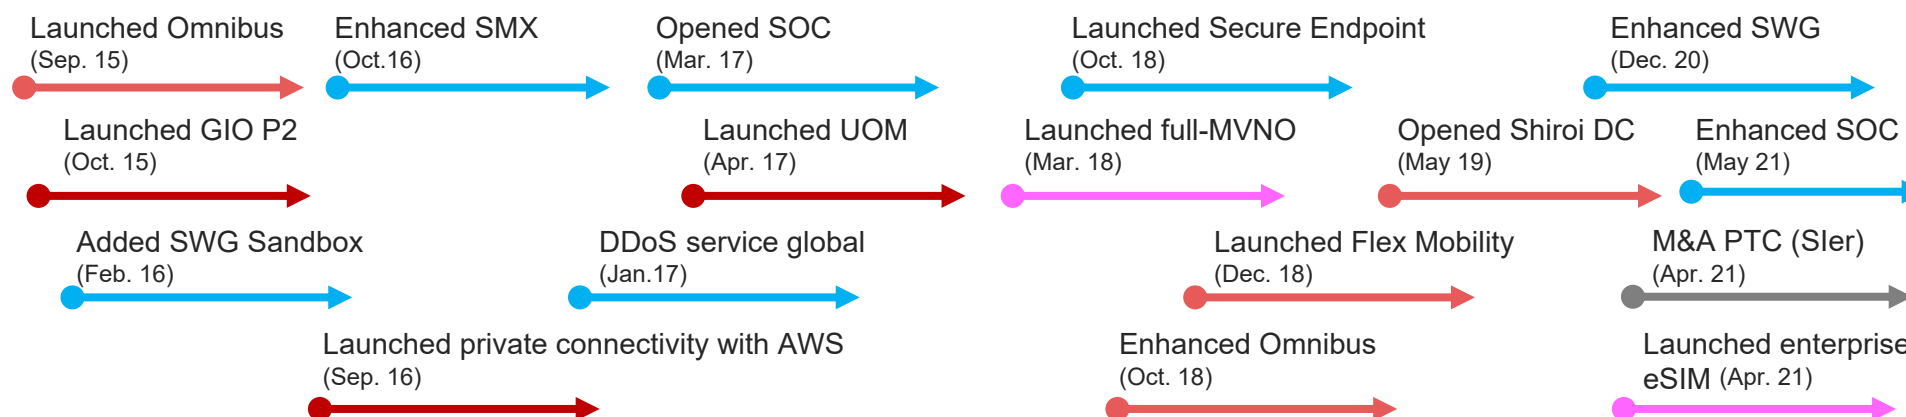 Launched Omnibus
(Sep. 15)
Enhanced SMX
(Oct.16)
Opened SOC
(Mar. 17)
Launched Secure Endpoint
(Oct. 18)
Enhanced SWG
(Dec. 20)
Launched GIO P2
(Oct. 15)
Launched UOM
(Apr. 17)
Launched full-MVNO
(Mar. 18)
Opened Shiroi DC
(May 19)
Enhanced SOC
(May 21)
Added SWG Sandbox
(Feb. 16)
DDoS service global
(Jan.17)
Launched Flex Mobility
(Dec. 18)
M&A PTC (SIer)
(Apr. 21)
Launched private connectivity with AWS
(Sep. 16)
Enhanced Omnibus
(Oct. 18)
Launched enterprise
eSIM (Apr. 21)